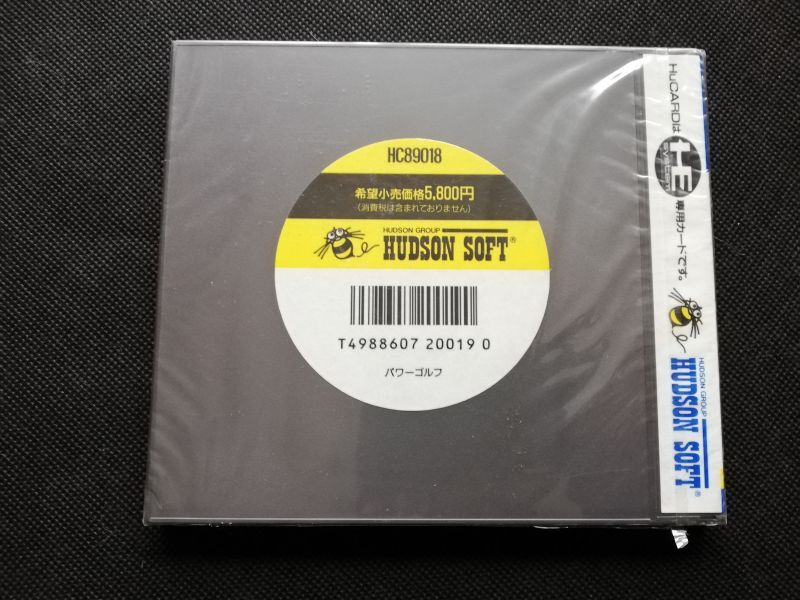 HC89018
希望小売価格5,800円
(消費税は含まれておりません)
HUDSON GROUP
HUDSON SOFT®
T4988607 20019 0
パワーゴルフ
HuCARDは
HE
system
専用カードです。
HUDSON GROUP
HUDSON SOFT®